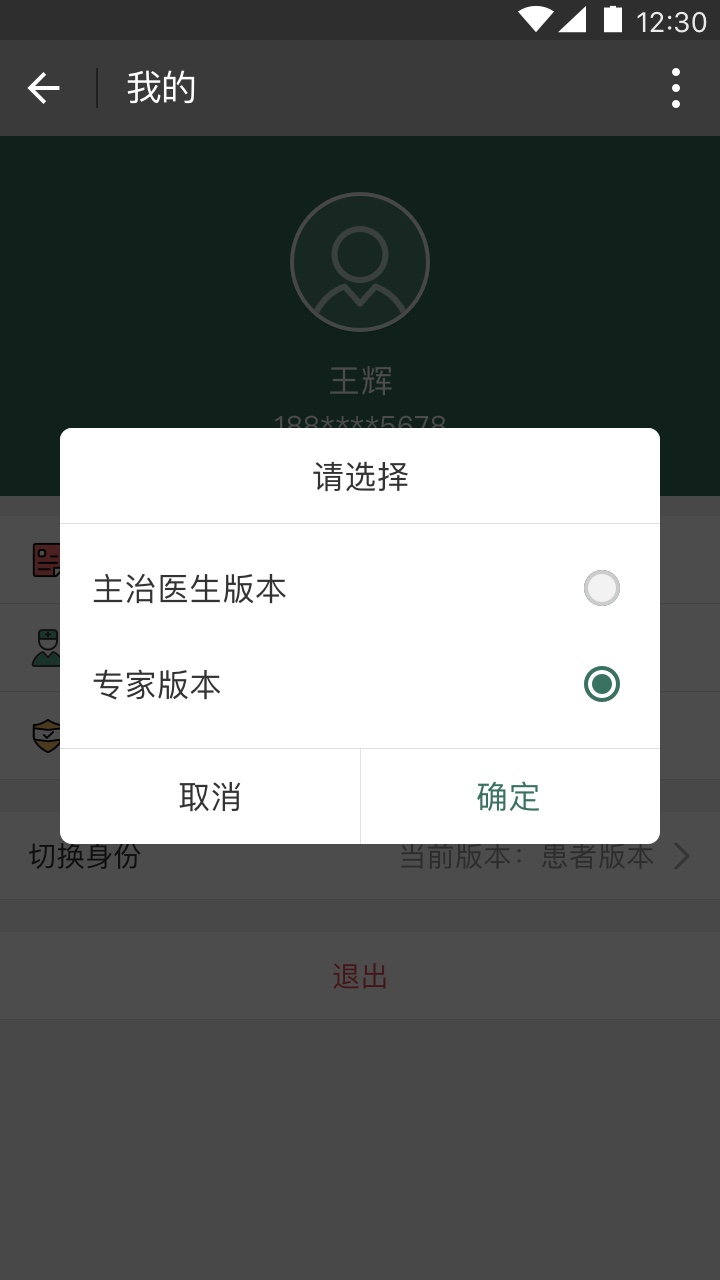 12:30
我的
王辉
188****5678
请选择
主治医生版本
专家版本
取消
确定
切换身份
当前版本：患者版本
退出